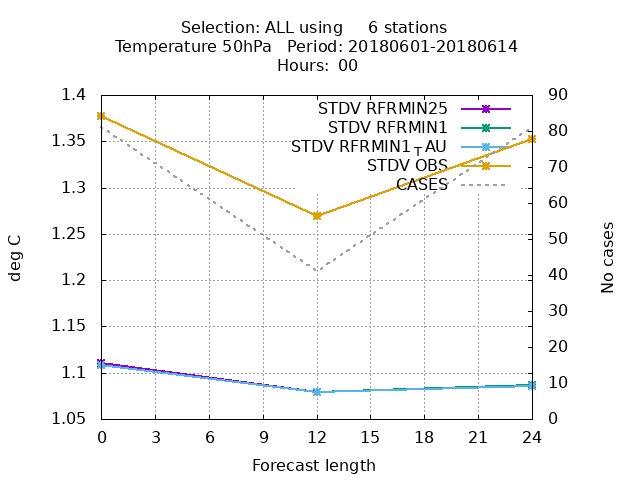 Selection: ALL using     6 stations
Temperature 50hPa   Period: 20180601-20180614
Hours: 00
1.4
1.35
1.3
1.25
1.2
1.15
1.1
1.05
deg C
90
80
70
60
50
40
30
20
10
0
No cases
STDV RFRMIN25
STDV RFRMIN1
STDV RFRMIN1TAU
STDV OBS
CASES
0 3 6 9 12 15 18 21 24
Forecast length